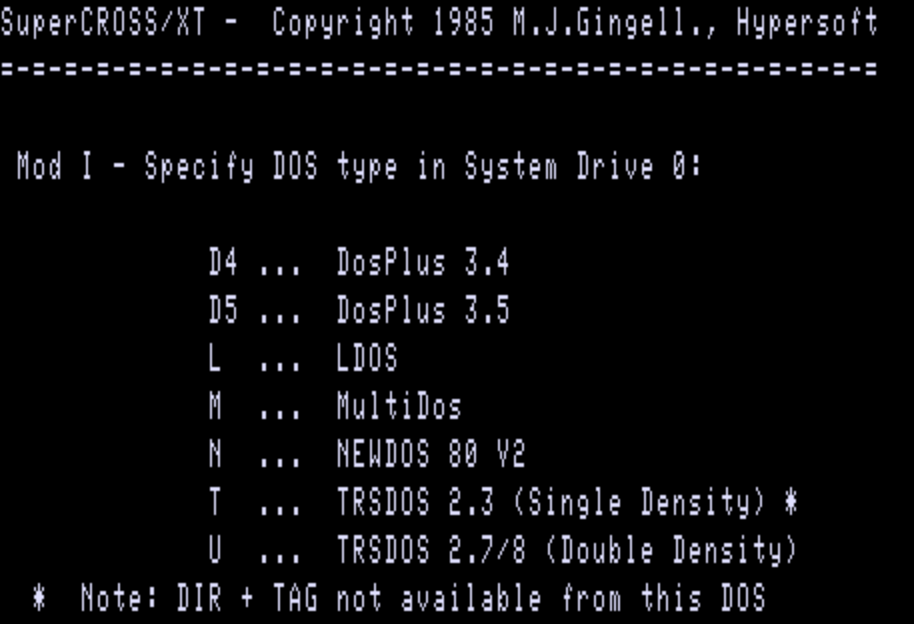 SuperCROSS/XT -  Copyright 1985 M.J.Gingell., Hypersoft
=-=-=-=-=-=-=-=-=-=-=-=-=-=-=-=-=-=-=-=-=-=-=-=-=-=-=-=
Mod I - Specify DOS type in System Drive 0:
D4 ...  DosPlus 3.4
D5 ...  DosPlus 3.5
L  ...  LDOS
M  ...  MultiDos
N  ...  NEWDOS 80 V2
T  ...  TRSDOS 2.3 (Single Density) *
U  ...  TRSDOS 2.7/8 (Double Density)
*  Note: DIR + TAG not available from this DOS